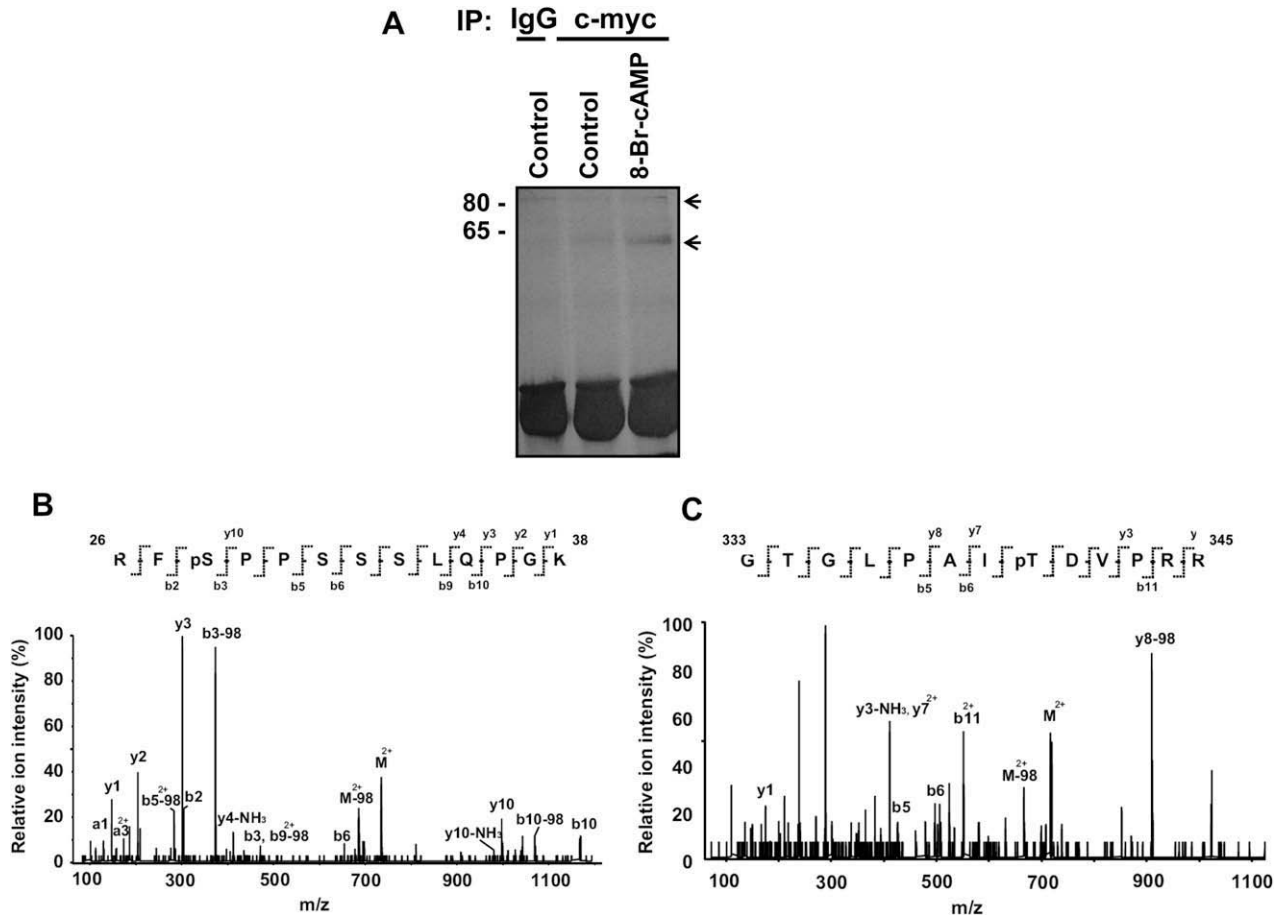 A
IP: IgG c-myc
Control
Control
8-Br-cAMP
80 -
65 -
B
y10 y4 y3 y2 y1
26 R F pS P P S S S L Q P G K 38
b2 b3 b5 b6 b9 b10
Relative ion intensity (%)
100
80
60
40
20
0
y3
b3-98
y2
y1
a1
a3 2+
b5-98 2+
b2
y4-NH3
b3, b9-98 2+
b6
M-98 2+
M 2+
y10-NH3
y10
b10-98
b10
100 300 500 700 900 1100
m/z
C
y8 y7 y3 y
333 G T G L P A I pT D V P R R 345
b5 b6 b11
Relative ion intensity (%)
100
80
60
40
20
0
y1
y3-NH3, y7 2+
b5
b6
b11 2+
M-98 2+
M 2+
y8-98
100 300 500 700 900 1100
m/z